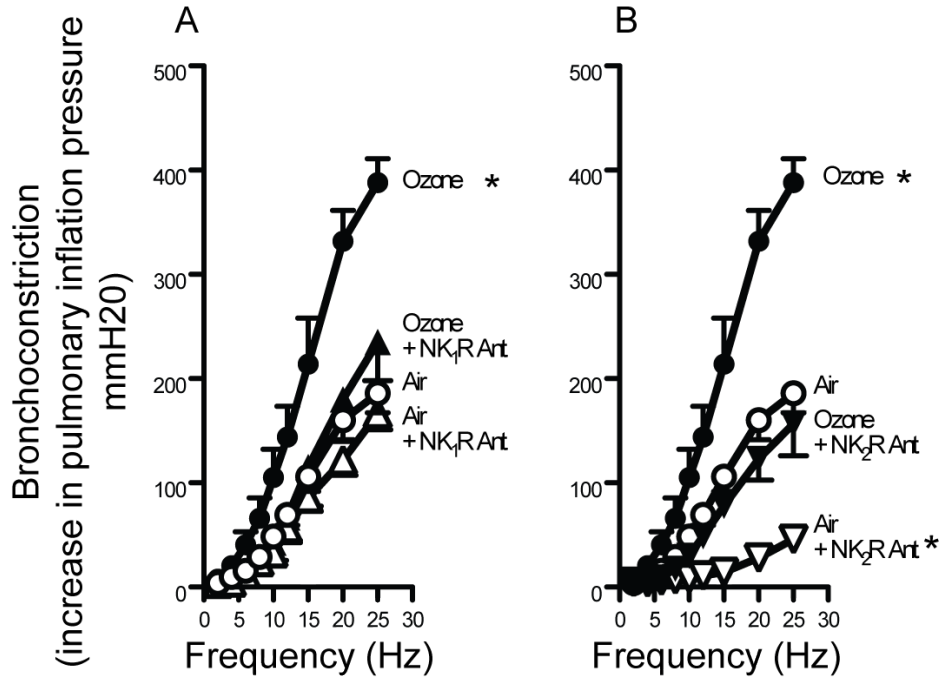 Bronchoconstriction
(increase in pulmonary inflation pressure
mmH20)
A
500
400
300
200
100
0
0 5 10 15 20 25 30
Frequency (Hz)
Ozone *
Ozone
+ NK1R Ant
Air
Air
+ NK1R Ant
B
500
400
300
200
100
0
0 5 10 15 20 25 30
Frequency (Hz)
Ozone *
Air
Ozone
+ NK2R Ant
Air
+ NK2R Ant *